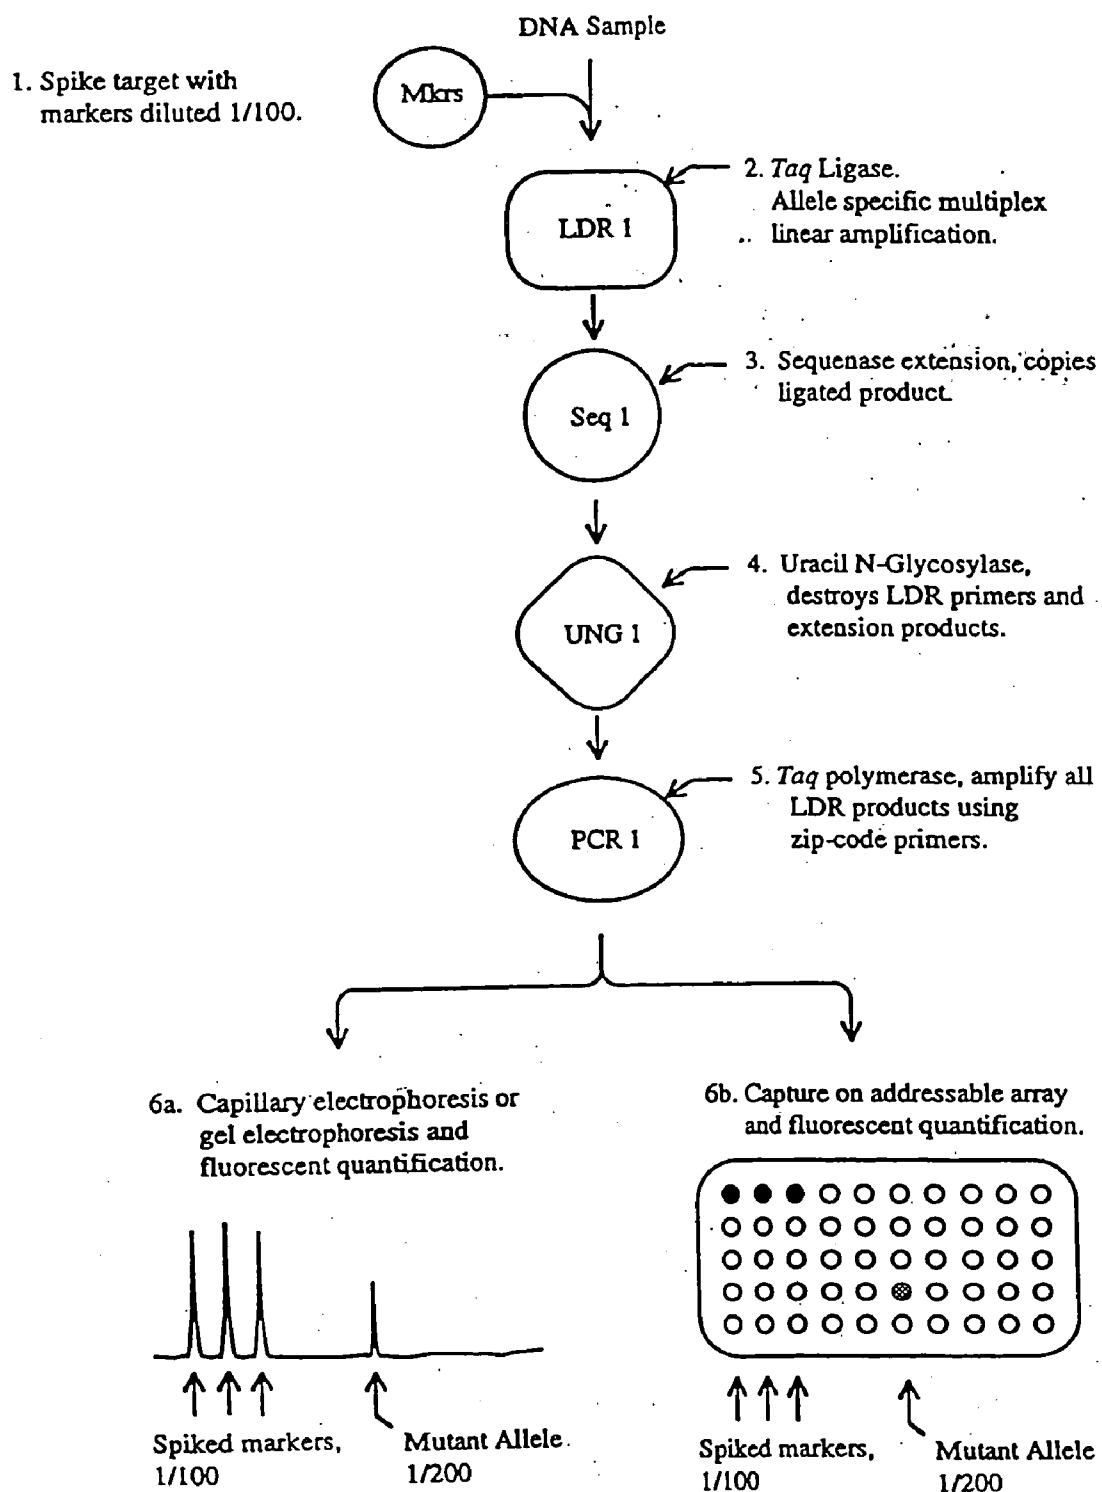 DNA Sample
1. Spike target with
markers diluted 1/100.
Mkrs
2. Taq Ligase.
Allele specific multiplex
linear amplification.
LDR 1
3. Sequenase extension, copies
ligated product.
Seq 1
4. Uracil N-Glycosylase,
destroys LDR primers and
extension products.
UNG 1
5. Taq polymerase, amplify all
LDR products using
zip-code primers.
PCR 1
6a. Capillary electrophoresis or
gel electrophoresis and
fluorescent quantification.
6b. Capture on addressable array
and fluorescent quantification.
Spiked markers,
1/100
Mutant Allele
1/200
Spiked markers,
1/100
Mutant Allele
1/200